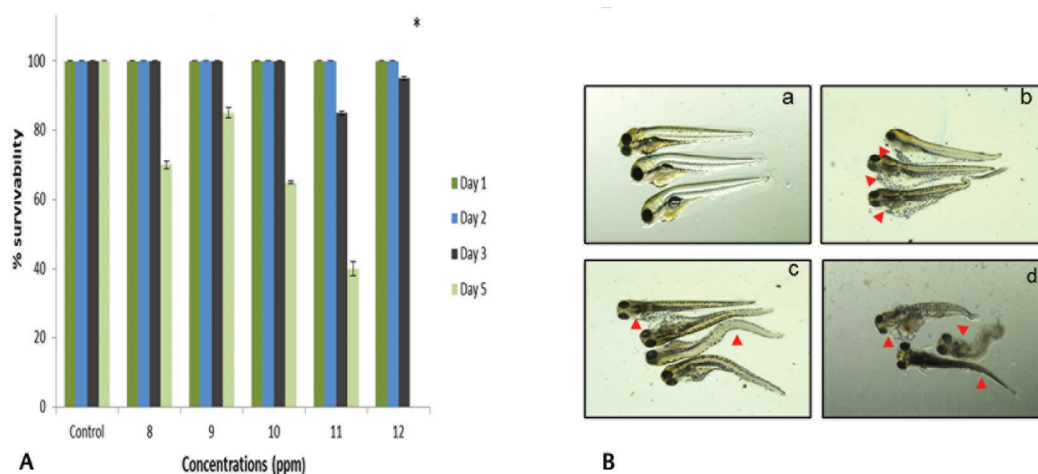 *
100
80
60
40
20
0
% survivability
Control 8 9 10 11 12
Concentrations (ppm)
Day 1
Day 2
Day 3
Day 5
A
a
b
c
d
B